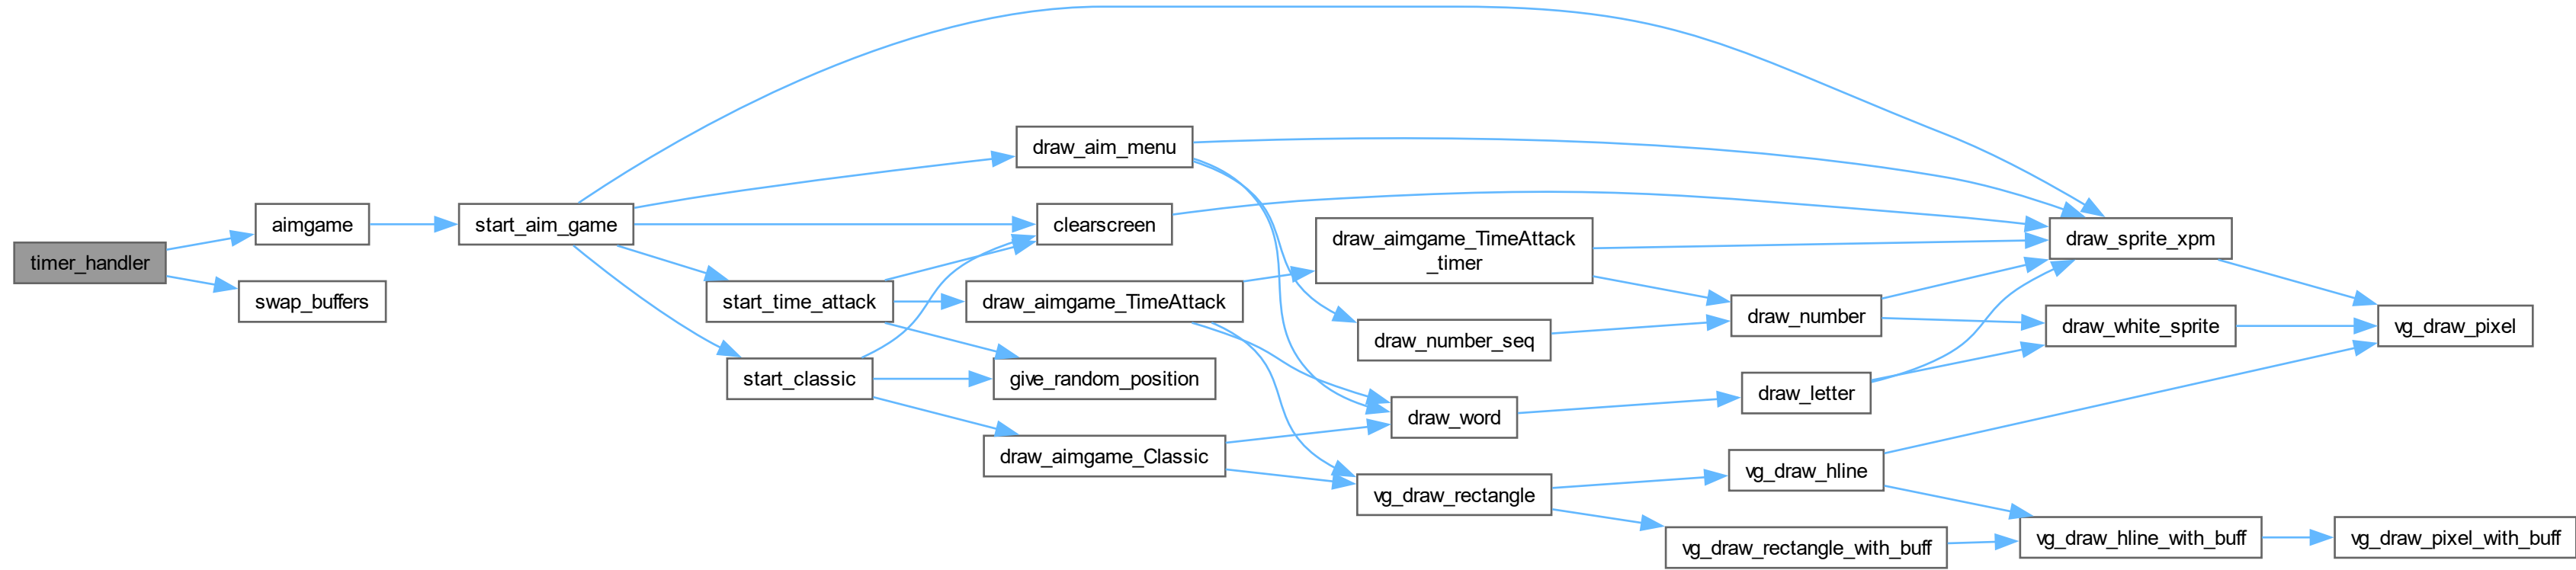 timer_handler
aimgame
swap_buffers
start_aim_game
start_time_attack
start_classic
draw_aim_menu
clearscreen
draw_aimgame_TimeAttack
give_random_position
draw_aimgame_Classic
draw_aimgame_TimeAttack
_timer
draw_number_seq
draw_word
vg_draw_rectangle
draw_number
draw_letter
vg_draw_hline
vg_draw_rectangle_with_buff
draw_sprite_xpm
draw_white_sprite
vg_draw_hline_with_buff
vg_draw_pixel
vg_draw_pixel_with_buff